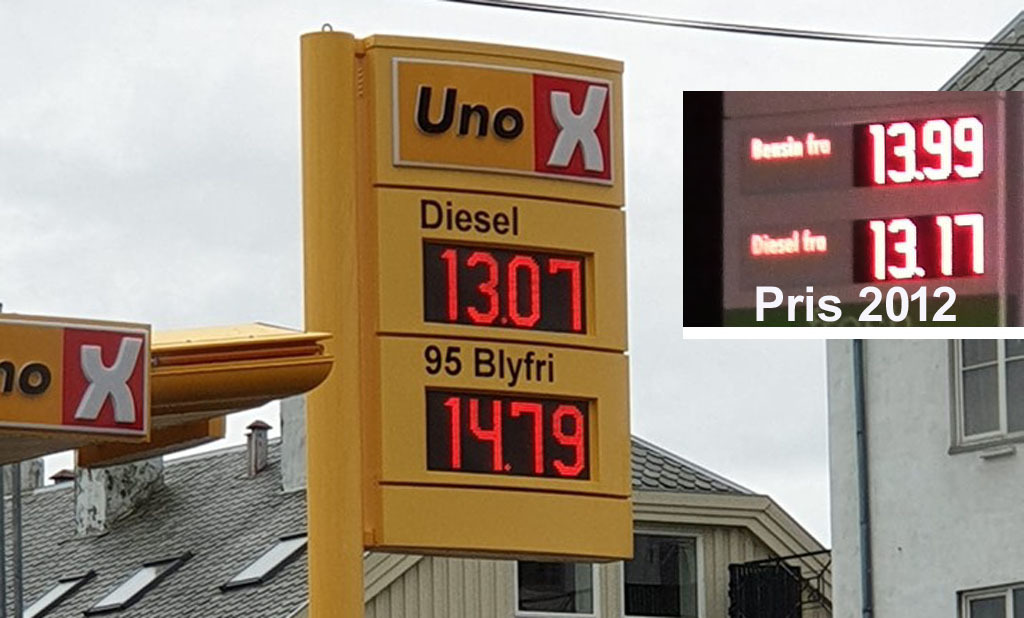 Uno X
Diesel
13.07
95 Blyfri
14.79
no X
Bensin fra
13.99
Diesel fra
13.17
Pris 2012